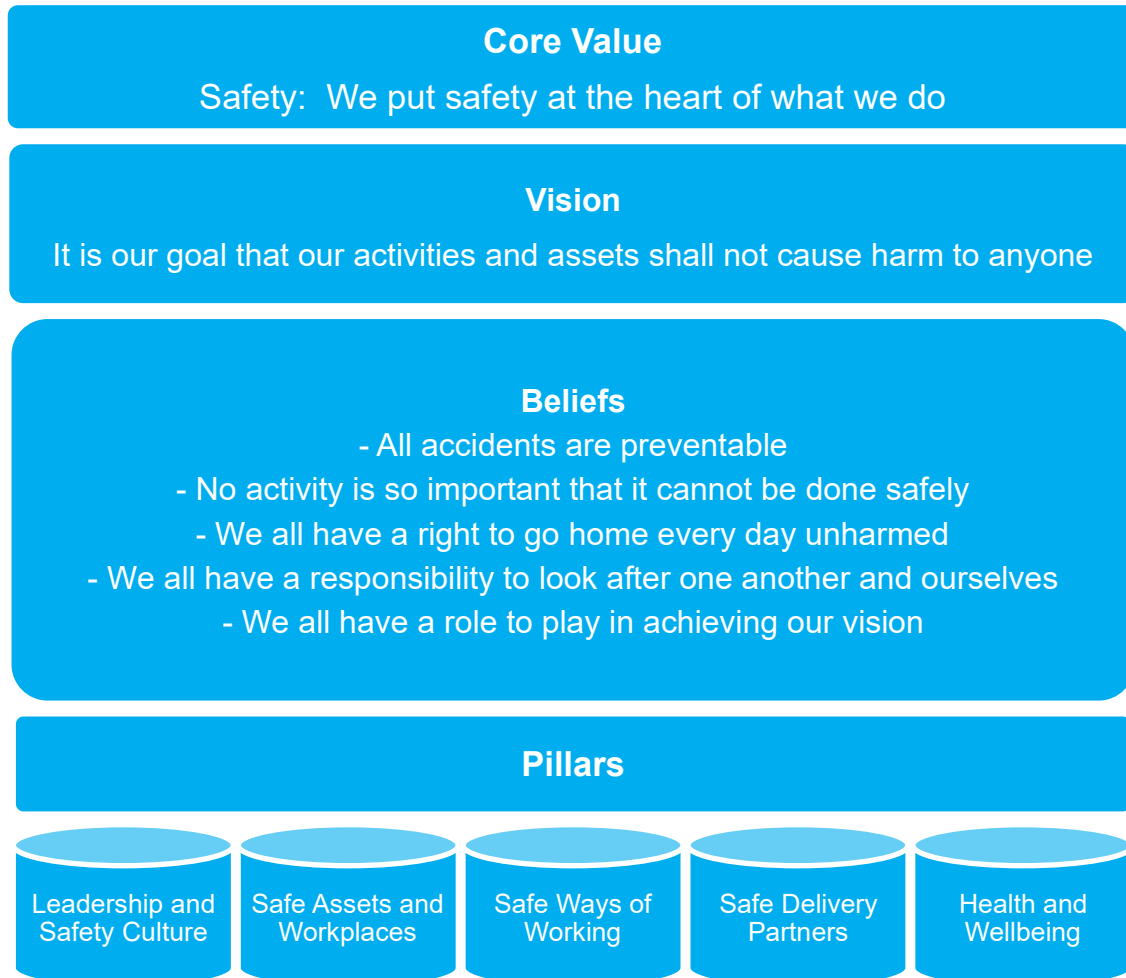 Core Value
Safety:  We put safety at the heart of what we do
Vision
It is our goal that our activities and assets shall not cause harm to anyone
Beliefs
- All accidents are preventable
- No activity is so important that it cannot be done safely
- We all have a right to go home every day unharmed
- We all have a responsibility to look after one another and ourselves
- We all have a role to play in achieving our vision
Pillars
Leadership and
Safety Culture
Safe Assets and
Workplaces
Safe Ways of
Working
Safe Delivery
Partners
Health and
Wellbeing